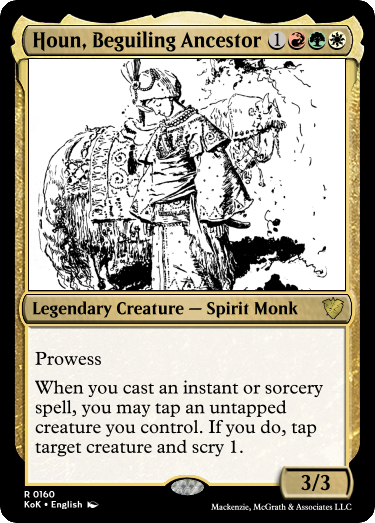 Houn, Beguiling Ancestor 1
Legendary Creature — Spirit Monk
Prowess
When you cast an instant or sorcery
spell, you may tap an untapped
creature you control. If you do, tap
target creature and scry 1.
3/3
R 0160
KoK • English
Mackenzie, McGrath & Associates LLC